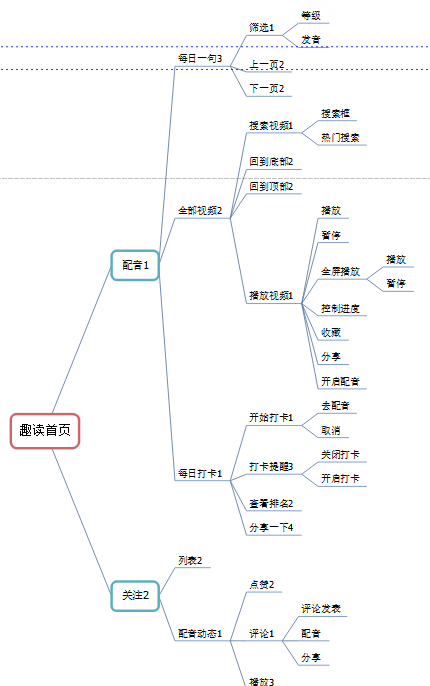 趣读首页
配音1
每日一句3
筛选1
等级
发音
上一页2
下一页2
全部视频2
搜索视频1
搜索框
热门搜索
回到底部2
回到顶部2
播放视频1
播放
暂停
全屏播放
播放
暂停
控制进度
收藏
分享
开启配音
每日打卡1
开始打卡1
去配音
取消
打卡提醒3
关闭打卡
开启打卡
查看排名2
分享一下4
关注2
列表2
配音动态1
点赞2
评论1
评论发表
配音
分享
播放3